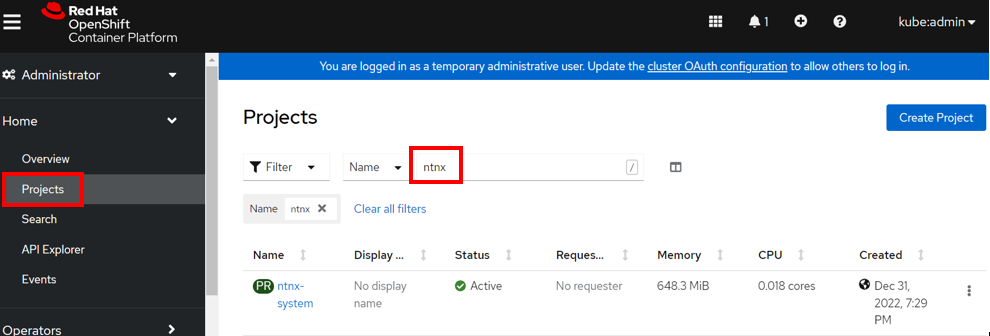 Red Hat
OpenShift
Container Platform
1
kube:admin
Administrator
Home
Overview
Projects
Search
API Explorer
Events
Operators
You are logged in as a temporary administrative user. Update the cluster OAuth configuration to allow others to log in.
Projects
Create Project
Filter
Name
ntnx
/
Name ntnx
Clear all filters
Name Display ... Status Reques... Memory CPU Created
PR ntnx-
system
No display
name
Active
No requester
648.3 MiB
0.018 cores
Dec 31,
2022, 7:29
PM